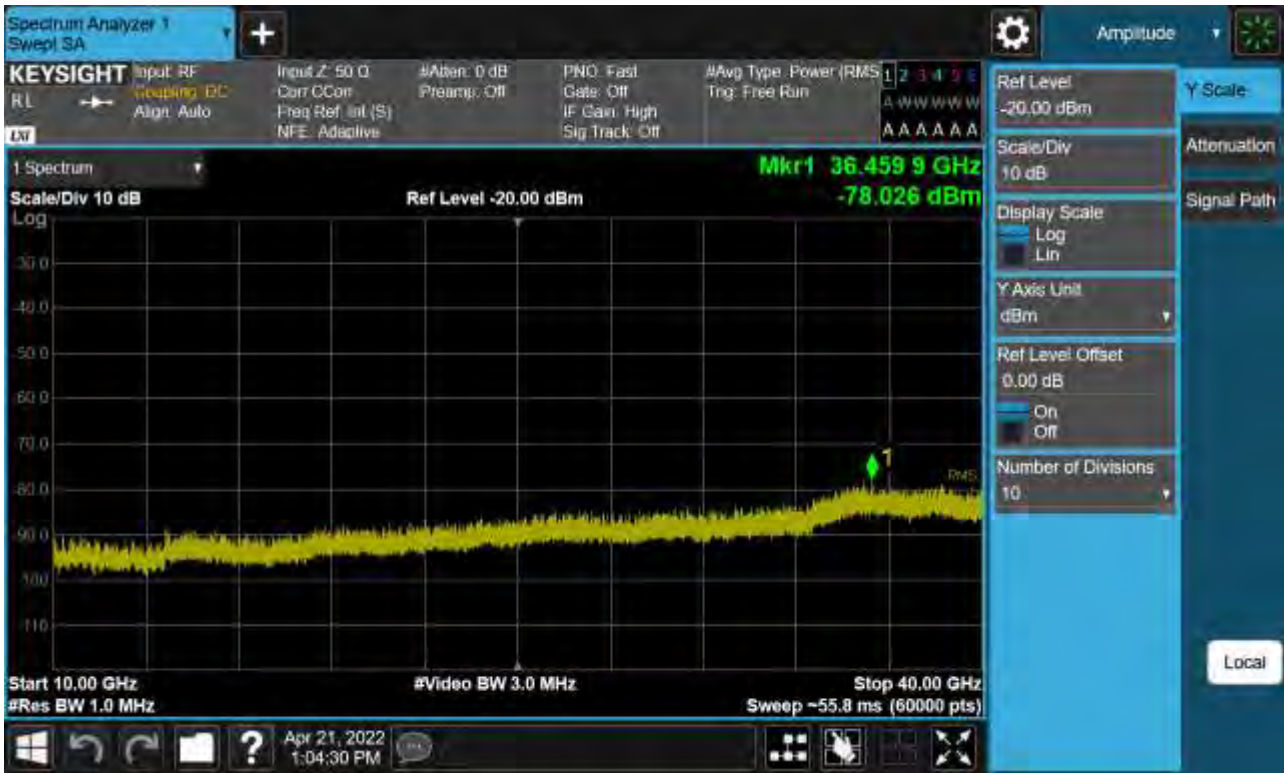 Spectrum Analyzer 1
Swept SA
+
Amplitude
KEYSIGHT
RL
Input: RF
Coupling: DC
Align: Auto
Input Z: 50 Ω
Corr CCorr
Freq Ref: Int (S)
NFE: Adaptive
#Atten: 0 dB
Preamp: Off
PNO: Fast
Gate: Off
IF Gain: High
Sig Track: Off
#Avg Type: Power (RMS
Trig: Free Run
1 2 3 4 5 6
A W W W W W
A A A A A A
LXI
1 Spectrum
Scale/Div 10 dB
Ref Level -20.00 dBm
Mkr1 36.459 9 GHz
-78.026 dBm
Log
-30.0
-40.0
-50.0
-60.0
-70.0
-80.0
-90.0
-100
-110
1
RMS
Start 10.00 GHz
#Res BW 1.0 MHz
#Video BW 3.0 MHz
Stop 40.00 GHz
Sweep ~55.8 ms (60000 pts)
Ref Level
-20.00 dBm
Scale/Div
10 dB
Display Scale
Log
Lin
Y Axis Unit
dBm
Ref Level Offset
0.00 dB
On
Off
Number of Divisions
10
Y Scale
Attenuation
Signal Path
Local
?
Apr 21, 2022
1:04:30 PM